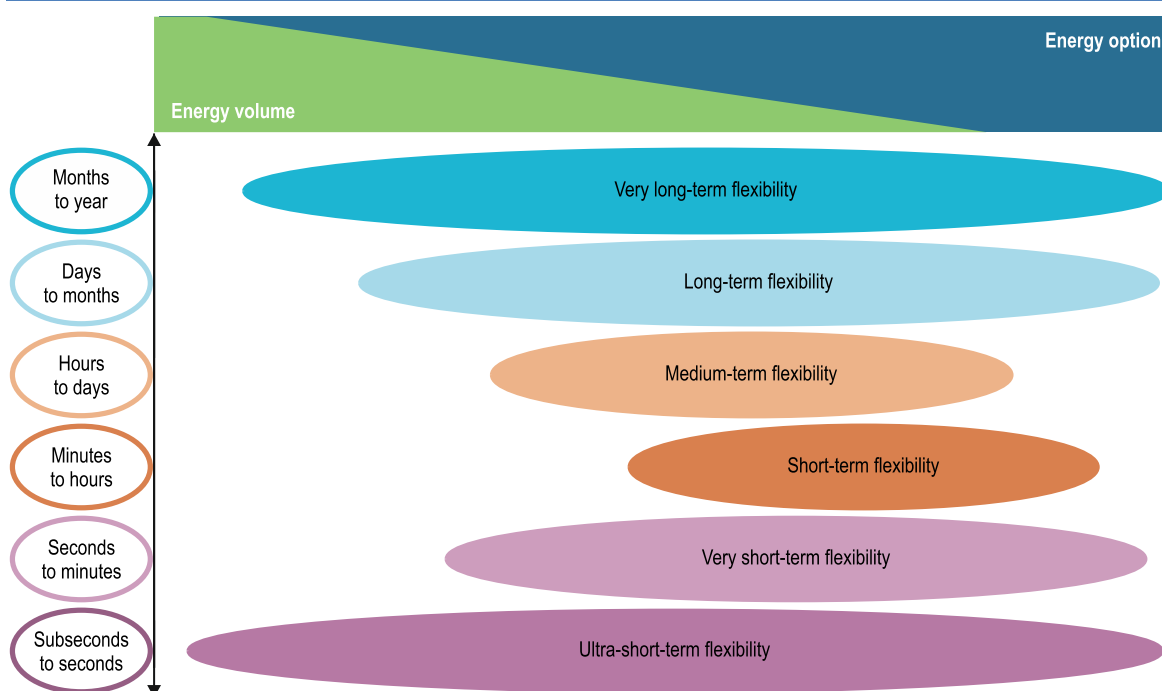 Energy option
Energy volume
Months
to year
Very long-term flexibility
Days
to months
Long-term flexibility
Hours
to days
Medium-term flexibility
Minutes
to hours
Short-term flexibility
Seconds
to minutes
Very short-term flexibility
Subseconds
to seconds
Ultra-short-term flexibility